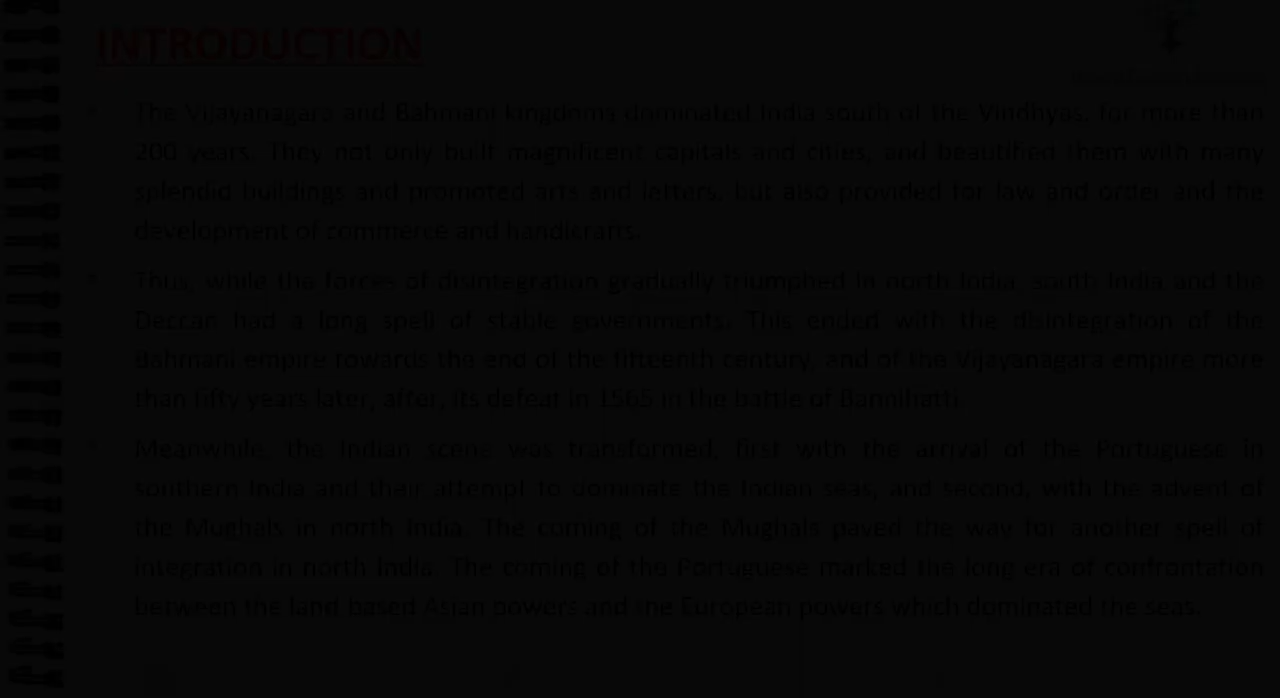 INTRODUCTION
The Vijayanagara and Bahmani kingdoms dominated India south of the Vindhyas, for more than
200 years. They not only built magnificent capitals and cities, and beautified them with many
splendid buildings and promoted arts and letters, but also provided for law and order and the
development of commerce and handicrafts.
Thus, while the forces of disintegration gradually triumphed in north India, south India and the
Deccan had a long spell of stable governments. This ended with the disintegration of the
Bahmani empire towards the end of the fifteenth century, and of the Vijayanagara empire more
than fifty years later, after, its defeat in 1565 in the battle of Bannihatti.
Meanwhile, the Indian scene was transformed, first with the arrival of the Portuguese in
southern India and their attempt to dominate the Indian seas, and second, with the advent of
the Mughals in north India. The coming of the Mughals paved the way for another spell of
integration in north India. The coming of the Portuguese marked the long era of confrontation
between the land based Asian powers and the European powers which dominated the seas.